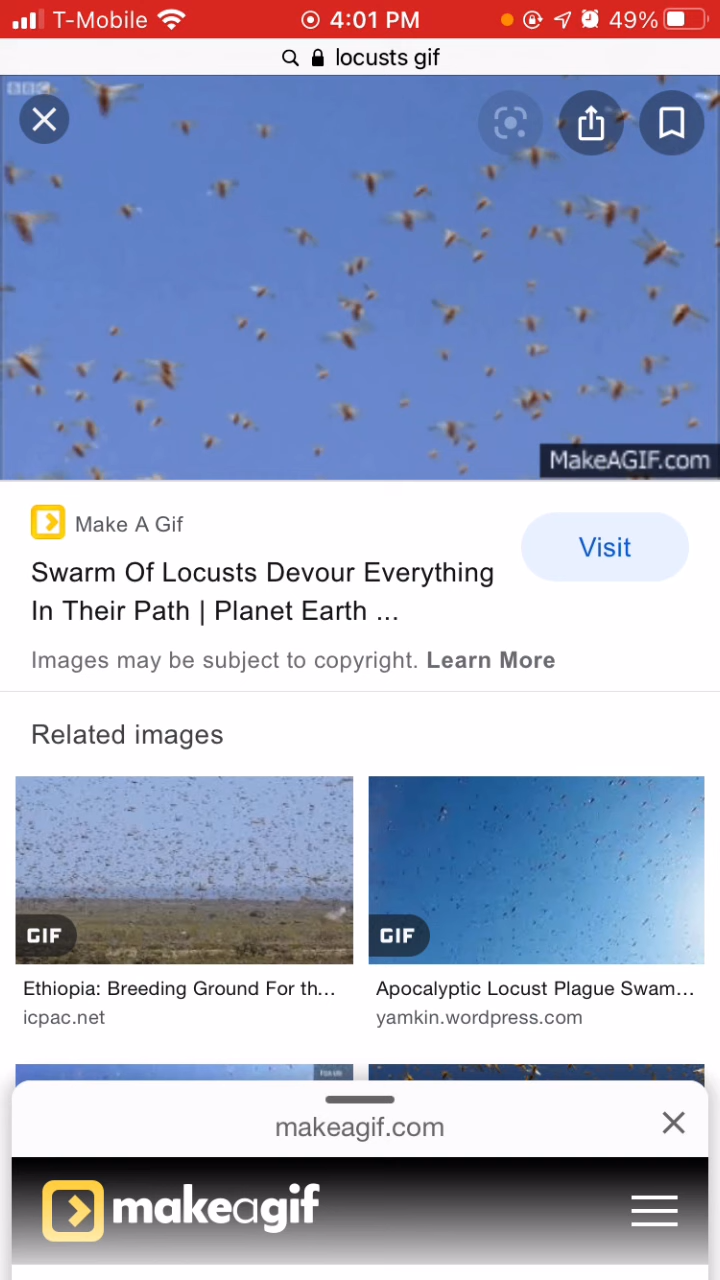 T-Mobile 4:01 PM 49%
locusts gif
BBC
MakeAGIF.com
Make A Gif
Visit
Swarm Of Locusts Devour Everything
In Their Path | Planet Earth ...
Images may be subject to copyright. Learn More
Related images
GIF GIF
Ethiopia: Breeding Ground For th... Apocalyptic Locust Plague Swam...
icpac.net yamkin.wordpress.com
makeagif.com
makeagif